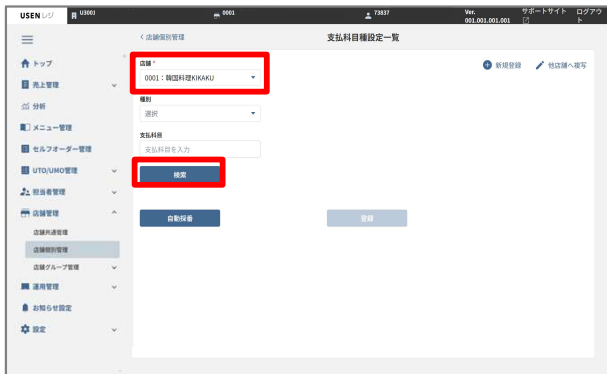 USENレジ U3001 0001 73837 Ver. 001.001.001.001 サポートサイト ログアウト
トップ
売上管理
分析
メニュー管理
セルフオーダー管理
UTO/UMO管理
担当者管理
店舗管理
店舗共通管理
店舗個別管理
店舗グループ管理
運用管理
お知らせ設定
設定
< 店舗個別管理
支払科目種設定一覧
店舗 *
0001：韓国料理KIKAKU
新規登録 他店舗へ複写
種別
選択
支払科目
支払科目を入力
検索
自動採番
登録